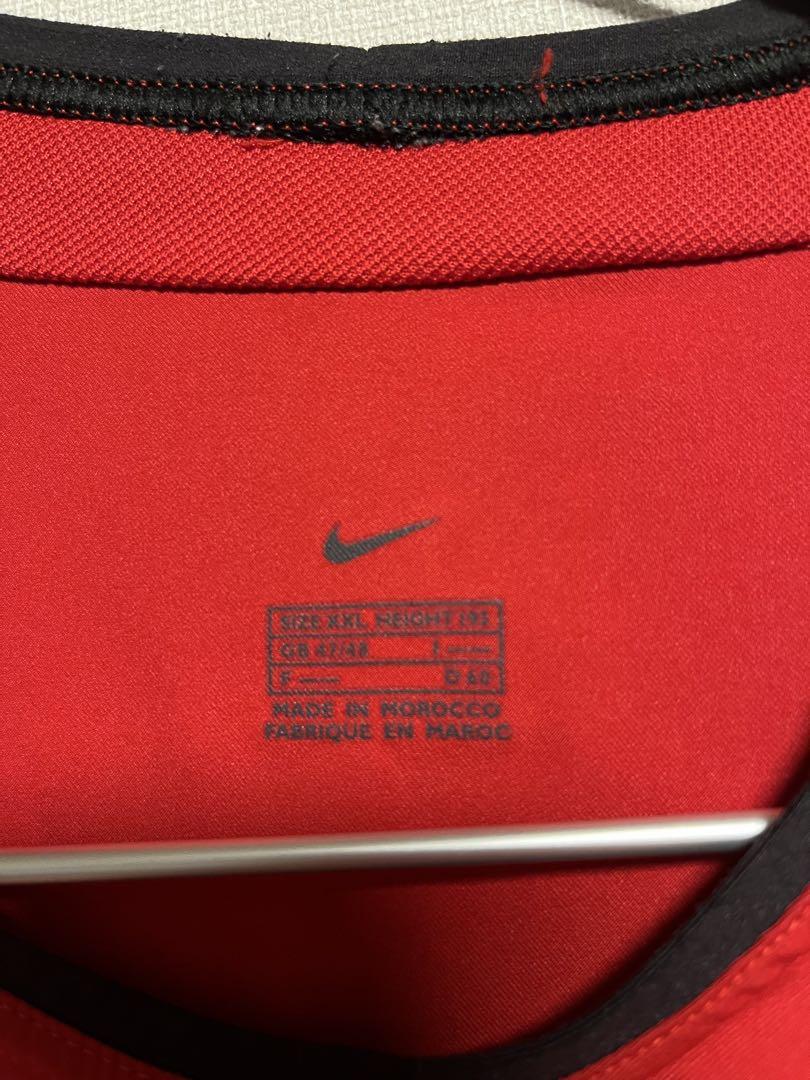 SIZE XXL HEIGHT 193
GB 47/48 I ——
F —— D 60
MADE IN MOROCCO
FABRIQUE EN MAROC